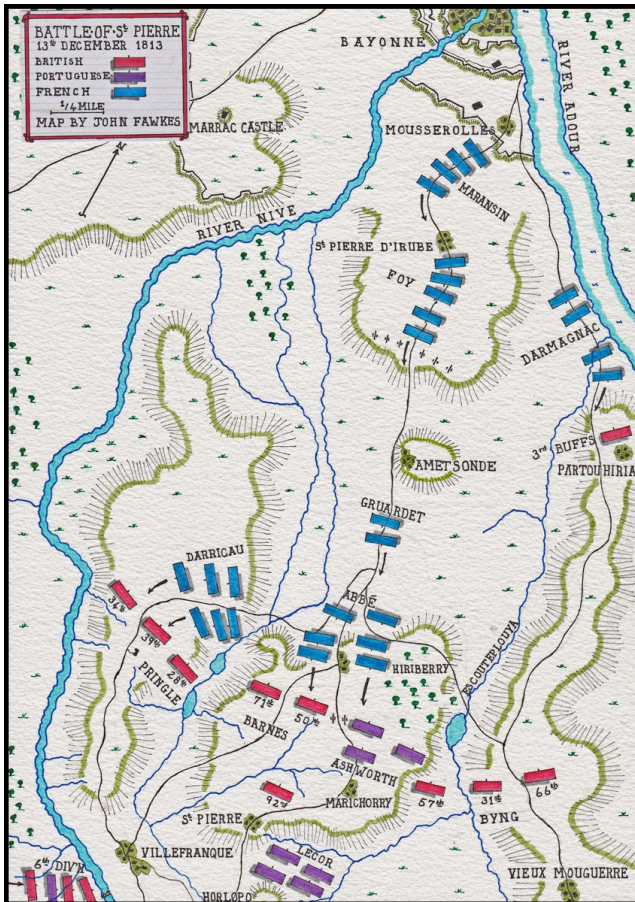 BATTLE·OF·St PIERRE
13th DECEMBER 1813
BRITISH
PORTUGUESE
FRENCH
1/4 MILE
MAP BY JOHN FAWKES
BAYONNE
RIVER ADOUR
MARRAC CASTLE
MOUSSEROLLES
N
MARANSIN
RIVER NIVE
St PIERRE D'IRUBE
FOY
DARMAGNAC
3rd BUFFS
PARTOUHIRIA
AMETSONDE
GRUARDET
DARRICAU
34th
ABBÉ
39th
PRINGLE
28th
HIRIBERRY
ESCOUTEPLOUYA
71st
50th
BARNES
ASHWORTH
92nd
MARICHORRY
57th
31st
66th
BYNG
St PIERRE
VILLEFRANQUE
LECOR
6th DIVN
HORLOPO
VIEUX MOUGUERRE